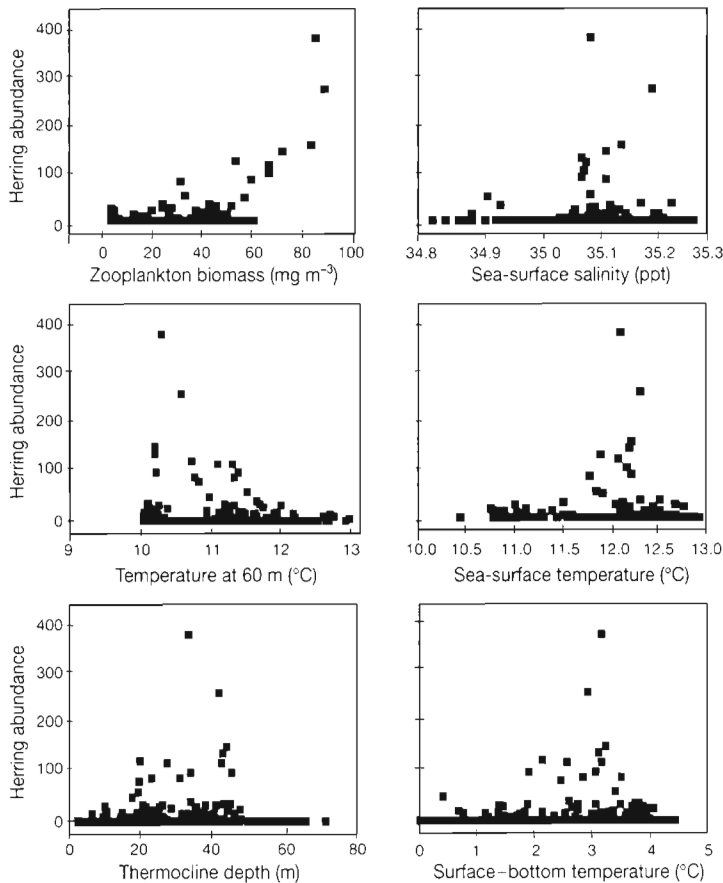 Herring abundance
400
300
200
100
0
0 20 40 60 80 100
Zooplankton biomass (mg m⁻³)
34.8 34.9 35.0 35.1 35.2 35.3
Sea-surface salinity (ppt)
Herring abundance
400
300
200
100
0
9 10 11 12 13
Temperature at 60 m (°C)
10.0 10.5 11.0 11.5 12.0 12.5 13.0
Sea-surface temperature (°C)
Herring abundance
400
300
200
100
0
0 20 40 60 80
Thermocline depth (m)
0 1 2 3 4 5
Surface–bottom temperature (°C)